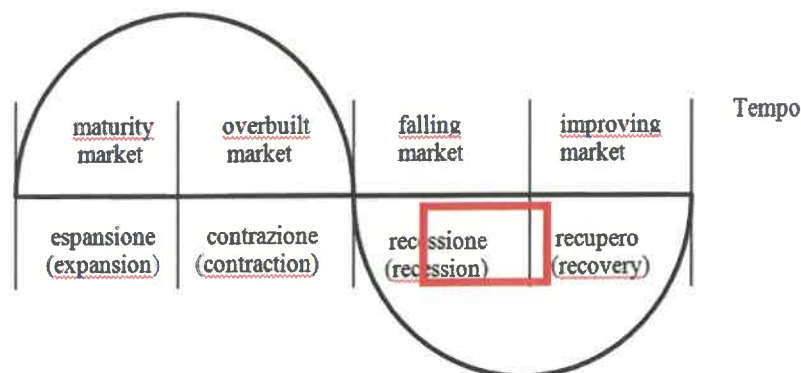 Tempo
maturity
market
overbuilt
market
falling
market
improving
market
espansione
(expansion)
contrazione
(contraction)
recessione
(recession)
recupero
(recovery)